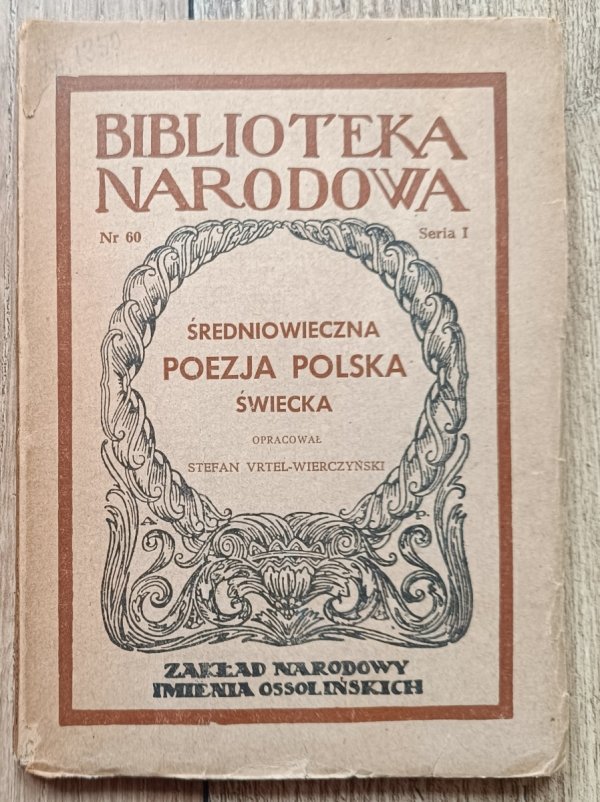 BIBLIOTEKA
NARODOWA
Nr 60 Seria I
ŚREDNIOWIECZNA
POEZJA POLSKA
ŚWIECKA
OPRACOWAŁ
STEFAN VRTEL-WIERCZYŃSKI
A. P.
ZAKŁAD NARODOWY
IMIENIA OSSOLIŃSKICH